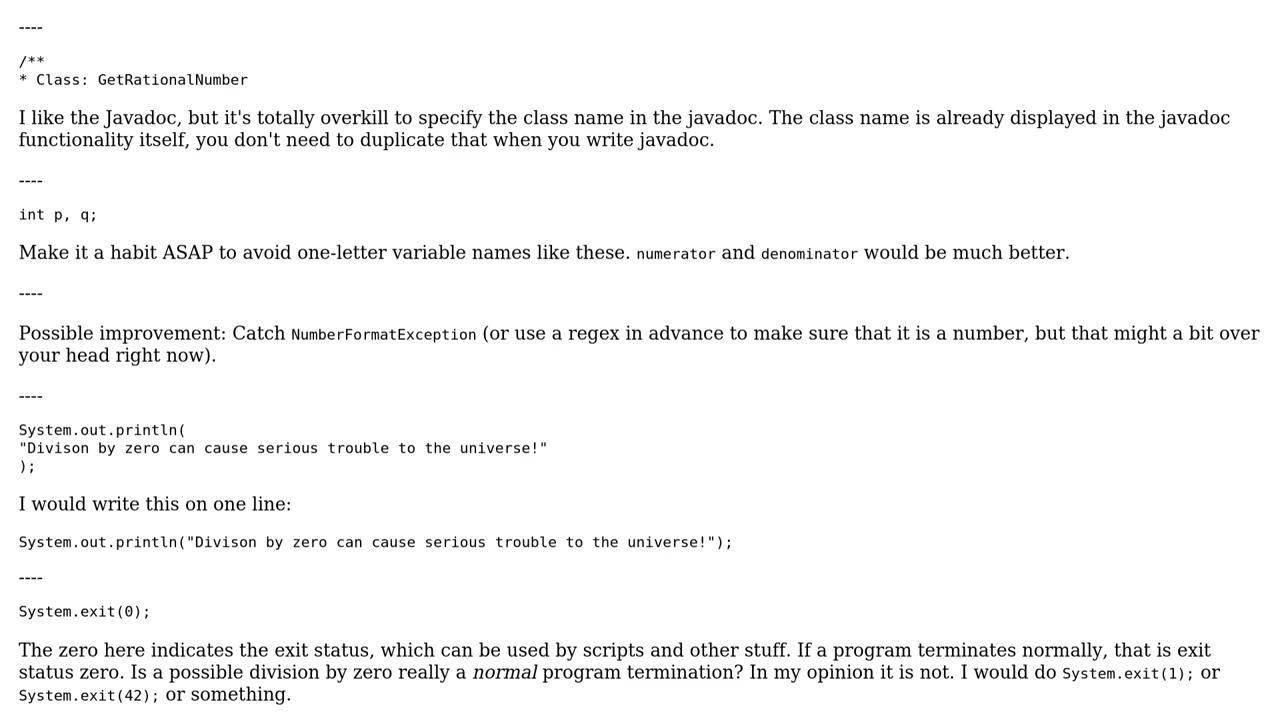 ----
/**
* Class: GetRationalNumber
I like the Javadoc, but it's totally overkill to specify the class name in the javadoc. The class name is already displayed in the javadoc
functionality itself, you don't need to duplicate that when you write javadoc.
----
int p, q;
Make it a habit ASAP to avoid one-letter variable names like these. numerator and denominator would be much better.
----
Possible improvement: Catch NumberFormatException (or use a regex in advance to make sure that it is a number, but that might a bit over
your head right now).
----
System.out.println(
"Divison by zero can cause serious trouble to the universe!"
);
I would write this on one line:
System.out.println("Divison by zero can cause serious trouble to the universe!");
----
System.exit(0);
The zero here indicates the exit status, which can be used by scripts and other stuff. If a program terminates normally, that is exit
status zero. Is a possible division by zero really a normal program termination? In my opinion it is not. I would do System.exit(1); or
System.exit(42); or something.